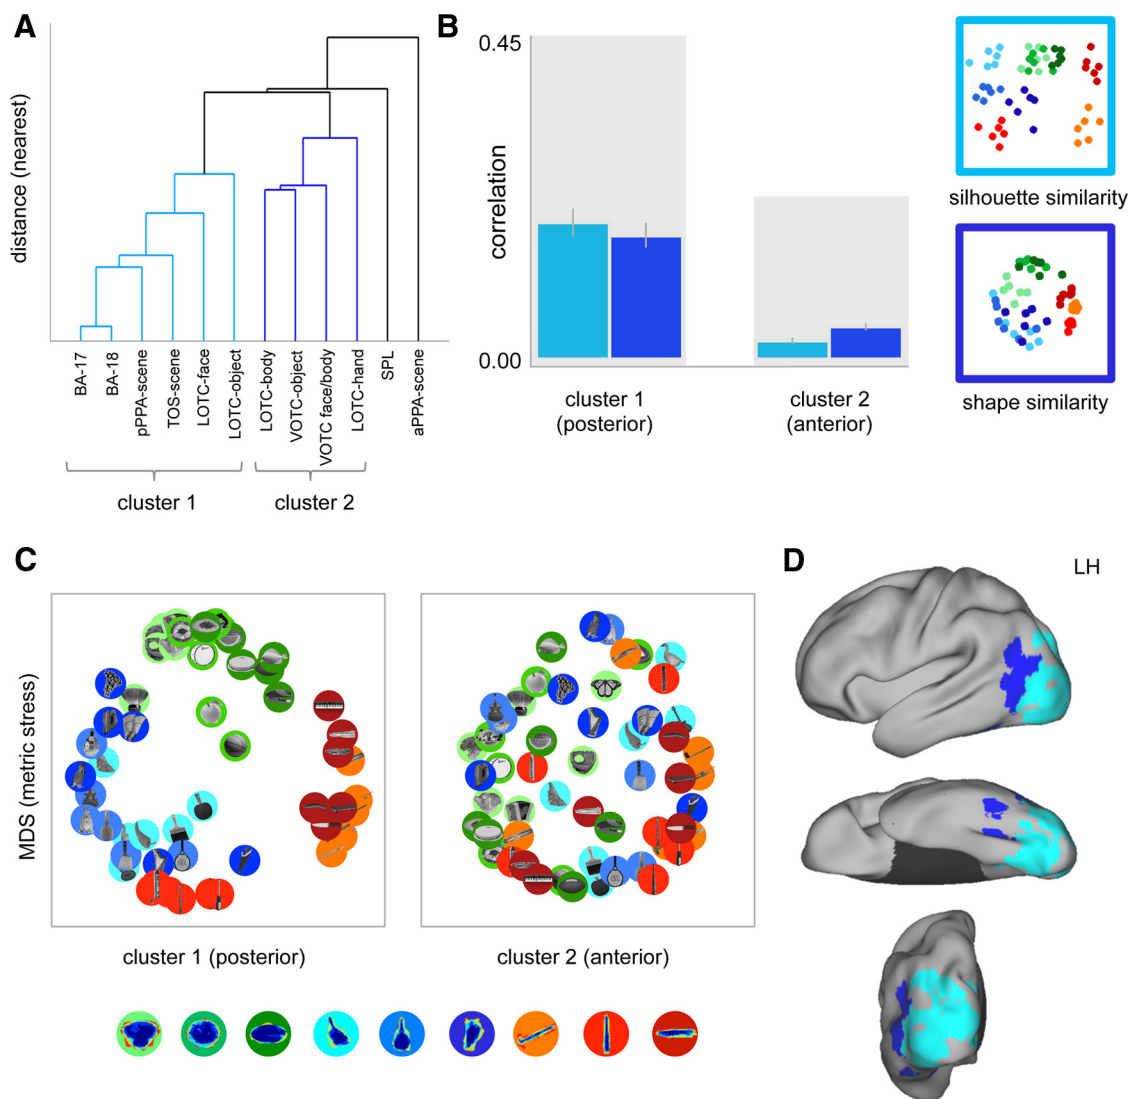 A
distance (nearest)
BA-17
BA-18
pPPA-scene
TOS-scene
LOTC-face
LOTC-object
LOTC-body
VOTC-object
VOTC face/body
LOTC-hand
SPL
aPPA-scene
cluster 1
cluster 2
B
correlation
0.45
0.00
cluster 1
(posterior)
cluster 2
(anterior)
silhouette similarity
shape similarity
C
MDS (metric stress)
cluster 1 (posterior)
cluster 2 (anterior)
D
LH